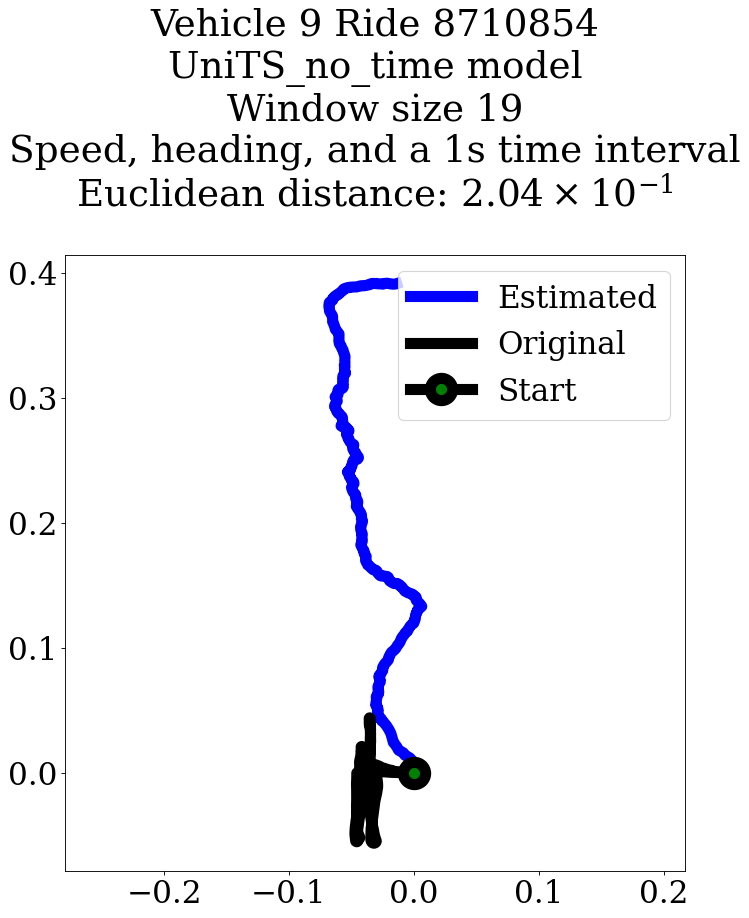 Vehicle 9 Ride 8710854
UniTS_no_time model
Window size 19
Speed, heading, and a 1s time interval
Euclidean distance: 2.04 × 10⁻¹
0.4
Estimated
Original
0.3
Start
0.2
0.1
0.0
−0.2 −0.1 0.0 0.1 0.2